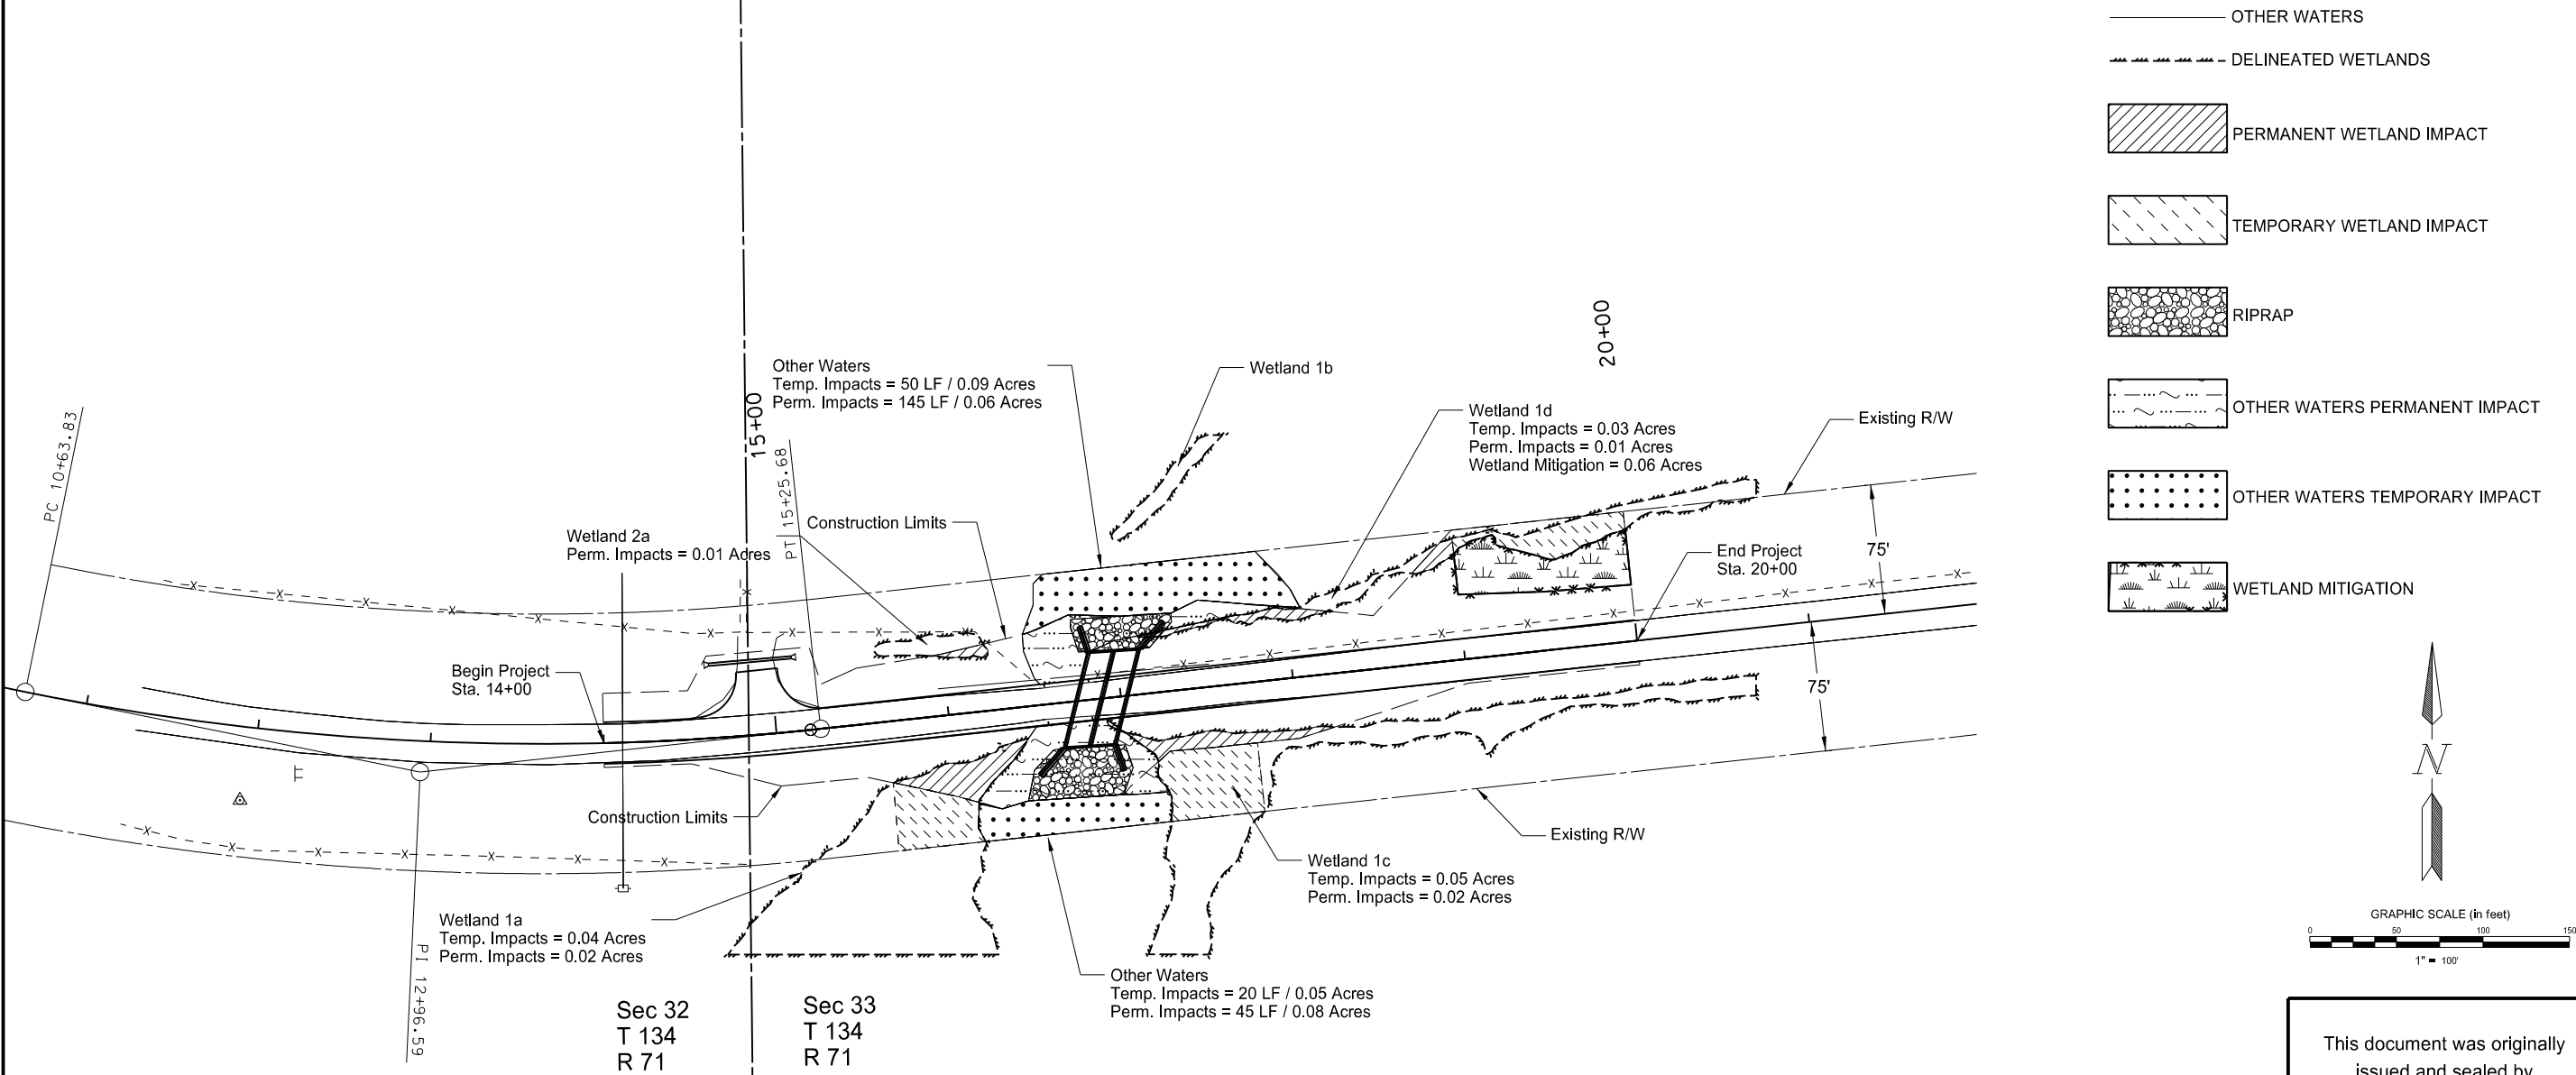 OTHER WATERS
DELINEATED WETLANDS
PERMANENT WETLAND IMPACT
TEMPORARY WETLAND IMPACT
RIPRAP
OTHER WATERS PERMANENT IMPACT
OTHER WATERS TEMPORARY IMPACT
WETLAND MITIGATION
20+00
Other Waters
Temp. Impacts = 50 LF / 0.09 Acres
Perm. Impacts = 145 LF / 0.06 Acres
Wetland 1b
15+00
Wetland 1d
Temp. Impacts = 0.03 Acres
Perm. Impacts = 0.01 Acres
Wetland Mitigation = 0.06 Acres
Existing R/W
PC 10+63.83
PT 15+25.68
Construction Limits
Wetland 2a
Perm. Impacts = 0.01 Acres
End Project
Sta. 20+00
75'
Begin Project
Sta. 14+00
75'
TT
N
Construction Limits
Existing R/W
Wetland 1c
Temp. Impacts = 0.05 Acres
Perm. Impacts = 0.02 Acres
Wetland 1a
Temp. Impacts = 0.04 Acres
Perm. Impacts = 0.02 Acres
PI 12+96.59
Other Waters
Temp. Impacts = 20 LF / 0.05 Acres
Perm. Impacts = 45 LF / 0.08 Acres
Sec 32
T 134
R 71
Sec 33
T 134
R 71
GRAPHIC SCALE (in feet)
0 50 100 150
1" = 100'
This document was originally
issued and sealed by